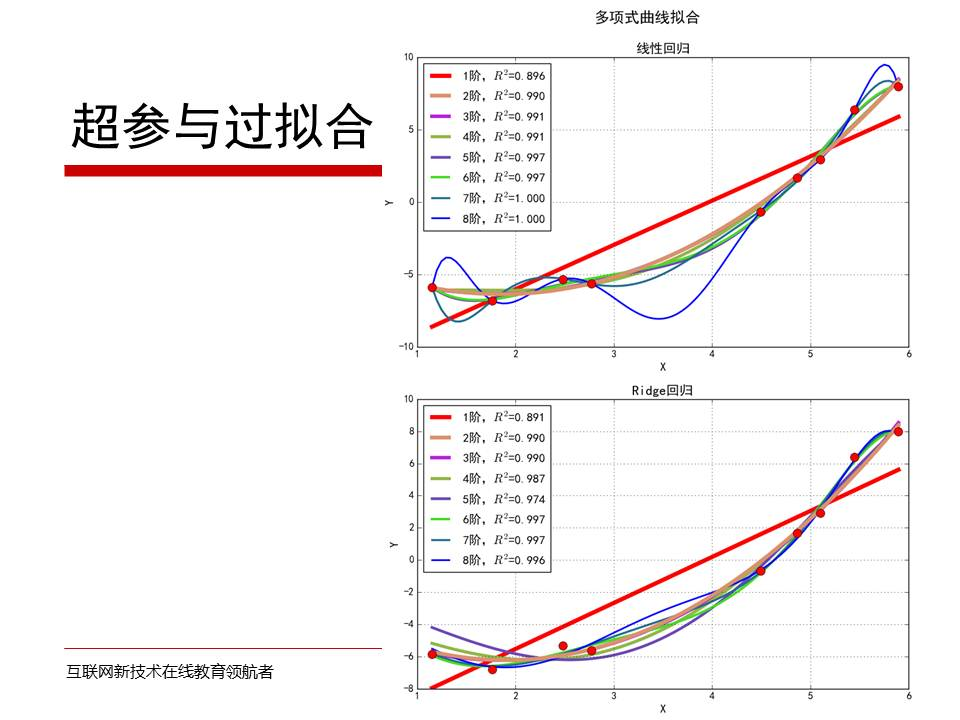 超参与过拟合
互联网新技术在线教育领航者
多项式曲线拟合
线性回归
10
5
0
−5
−10
Y
1阶，R²=0.896
2阶，R²=0.990
3阶，R²=0.991
4阶，R²=0.991
5阶，R²=0.997
6阶，R²=0.997
7阶，R²=1.000
8阶，R²=1.000
1 2 3 4 5 6
X
Ridge回归
10
8
6
4
2
0
−2
−4
−6
−8
Y
1阶，R²=0.891
2阶，R²=0.990
3阶，R²=0.990
4阶，R²=0.987
5阶，R²=0.974
6阶，R²=0.997
7阶，R²=0.997
8阶，R²=0.996
1 2 3 4 5 6
X